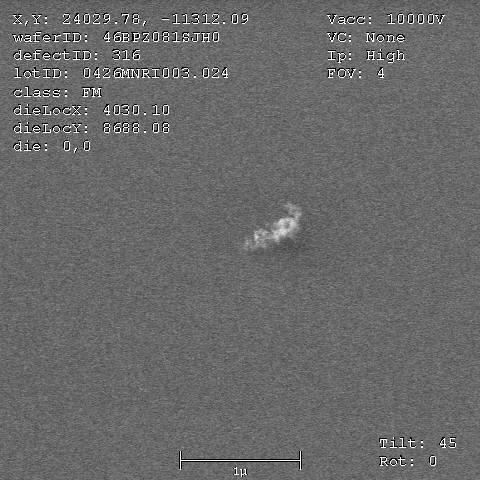 X,Y: 24029.78, -11312.09
waferID: 46BPZ081SJH0
defectID: 316
lotID: 0426MNRI003.024
class: FM
dieLocX: 4030.10
dieLocY: 8688.08
die: 0,0
Vacc: 10000V
VC: None
Ip: High
FOV: 4
Tilt: 45
Rot: 0
1μ